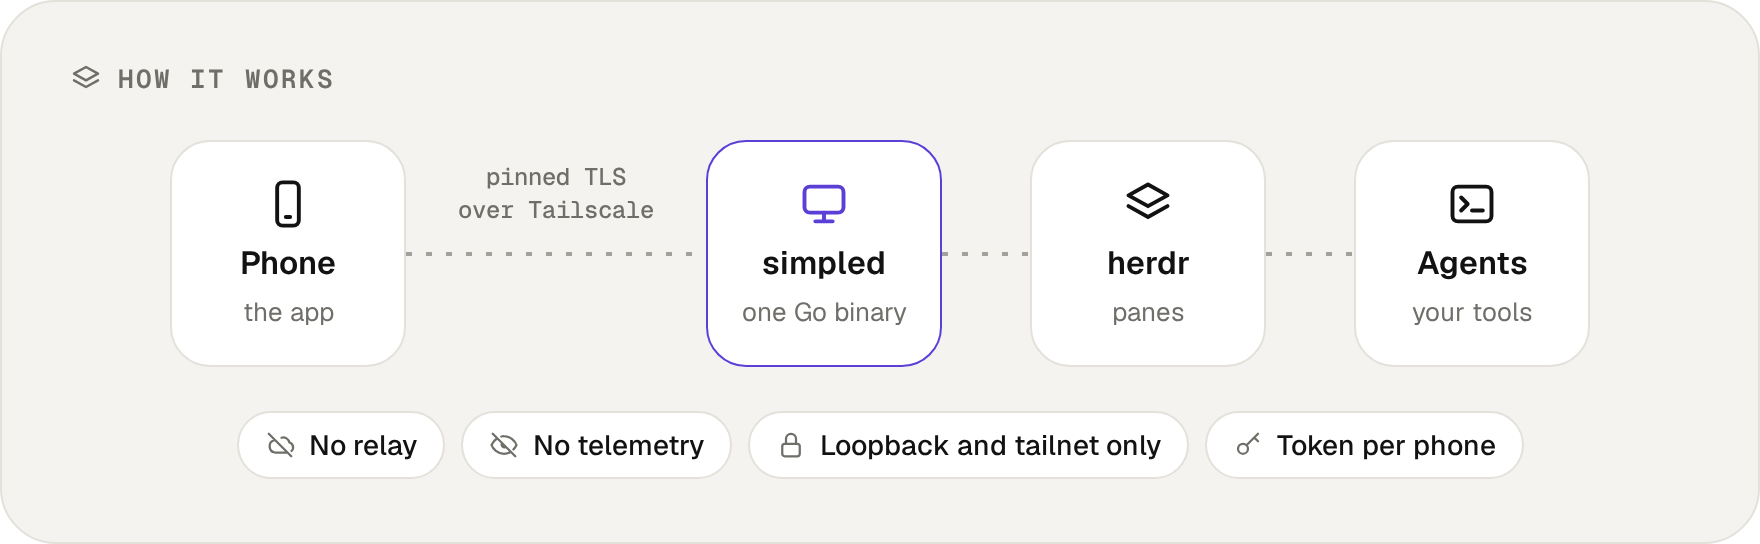 HOW IT WORKS
pinned TLS
over Tailscale
Phone
the app
simpled
one Go binary
herdr
panes
Agents
your tools
No relay
No telemetry
Loopback and tailnet only
Token per phone